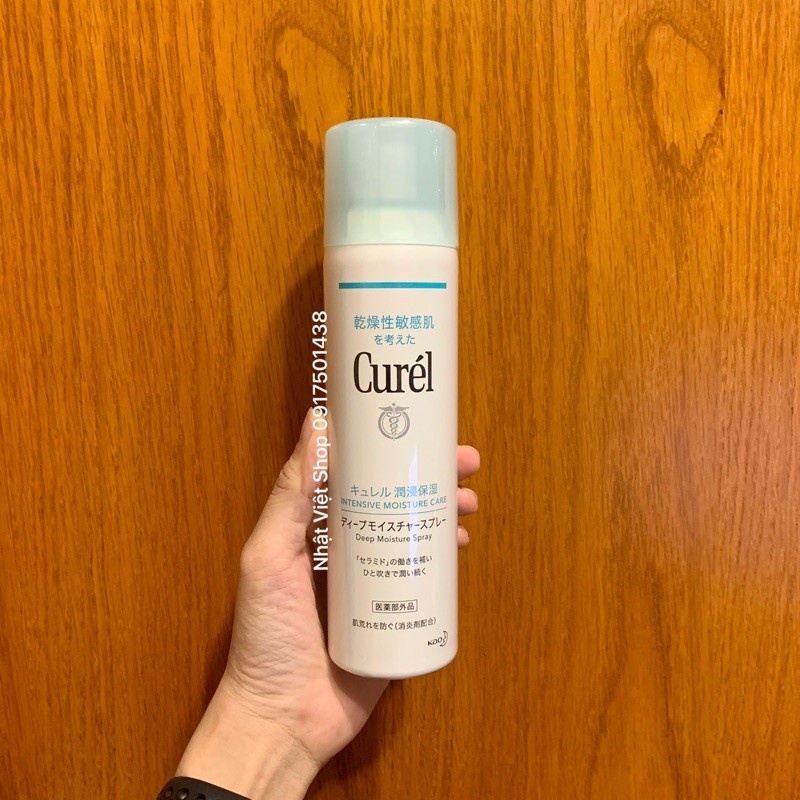 乾燥性敏感肌
を考えた
Curél
キュレル 潤浸保湿
INTENSIVE MOISTURE CARE
ディープモイスチャースプレー
Deep Moisture Spray
「セラミド」の働きを補い
ひと吹きで潤い続く
医薬部外品
肌荒れを防ぐ(消炎剤配合)
Kao
Nhật Việt Shop 0917501438